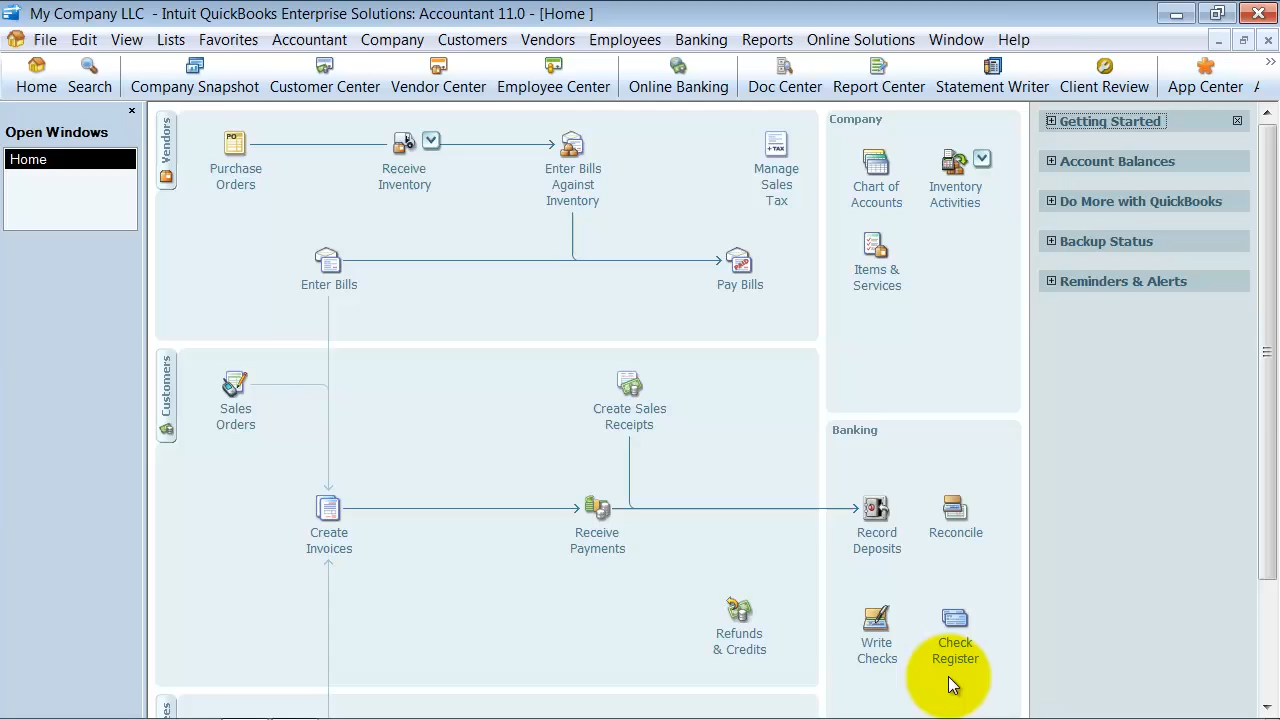 My Company LLC - Intuit QuickBooks Enterprise Solutions: Accountant 11.0 - [Home ]
File Edit View Lists Favorites Accountant Company Customers Vendors Employees Banking Reports Online Solutions Window Help
Home Search Company Snapshot Customer Center Vendor Center Employee Center Online Banking Doc Center Report Center Statement Writer Client Review App Center
Open Windows
Home
Vendors
PO
Purchase
Orders
Receive
Inventory
Enter Bills
Against
Inventory
+ TAX
Manage
Sales
Tax
Enter Bills
Pay Bills
Customers
Sales
Orders
Create Sales
Receipts
Create
Invoices
Receive
Payments
Refunds
& Credits
Company
Chart of
Accounts
Inventory
Activities
Items &
Services
Banking
Record
Deposits
Reconcile
Write
Checks
Check
Register
Getting Started
Account Balances
Do More with QuickBooks
Backup Status
Reminders & Alerts